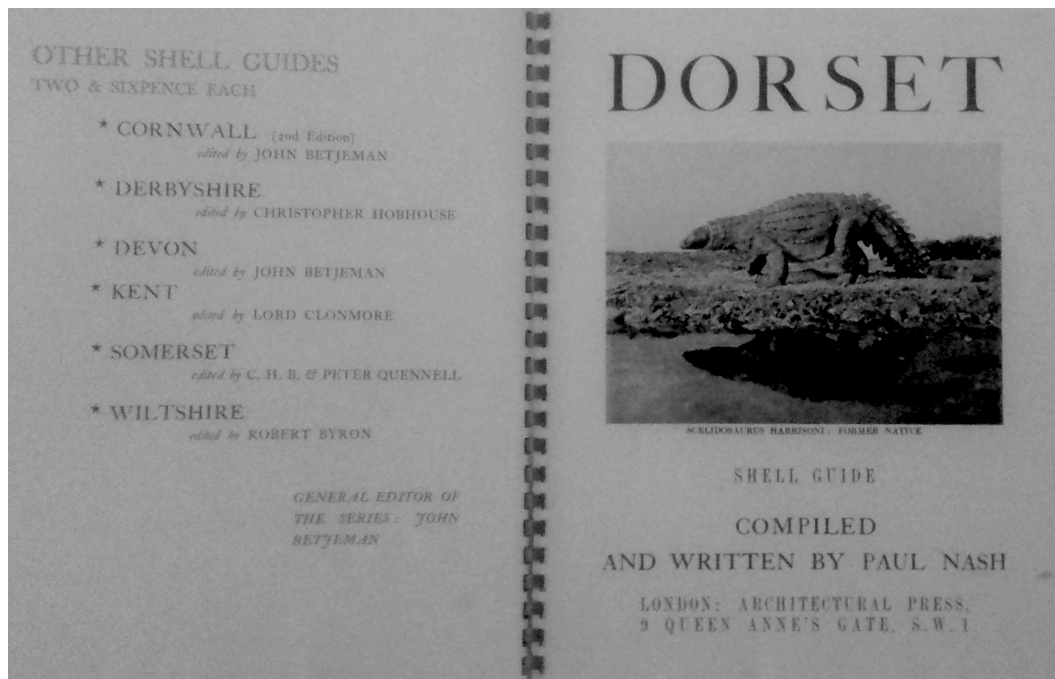 OTHER SHELL GUIDES
TWO & SIXPENCE EACH
★ CORNWALL (2nd Edition)
edited by JOHN BETJEMAN
★ DERBYSHIRE
edited by CHRISTOPHER HOBHOUSE
★ DEVON
edited by JOHN BETJEMAN
★ KENT
edited by LORD CLONMORE
★ SOMERSET
edited by C. H. B. & PETER QUENNELL
★ WILTSHIRE
edited by ROBERT BYRON
GENERAL EDITOR OF
THE SERIES: JOHN
BETJEMAN
DORSET
SCELIDOSAURUS HARRISONI: FORMER NATIVE
SHELL GUIDE
COMPILED
AND WRITTEN BY PAUL NASH
LONDON: ARCHITECTURAL PRESS,
9 QUEEN ANNE'S GATE, S.W.1